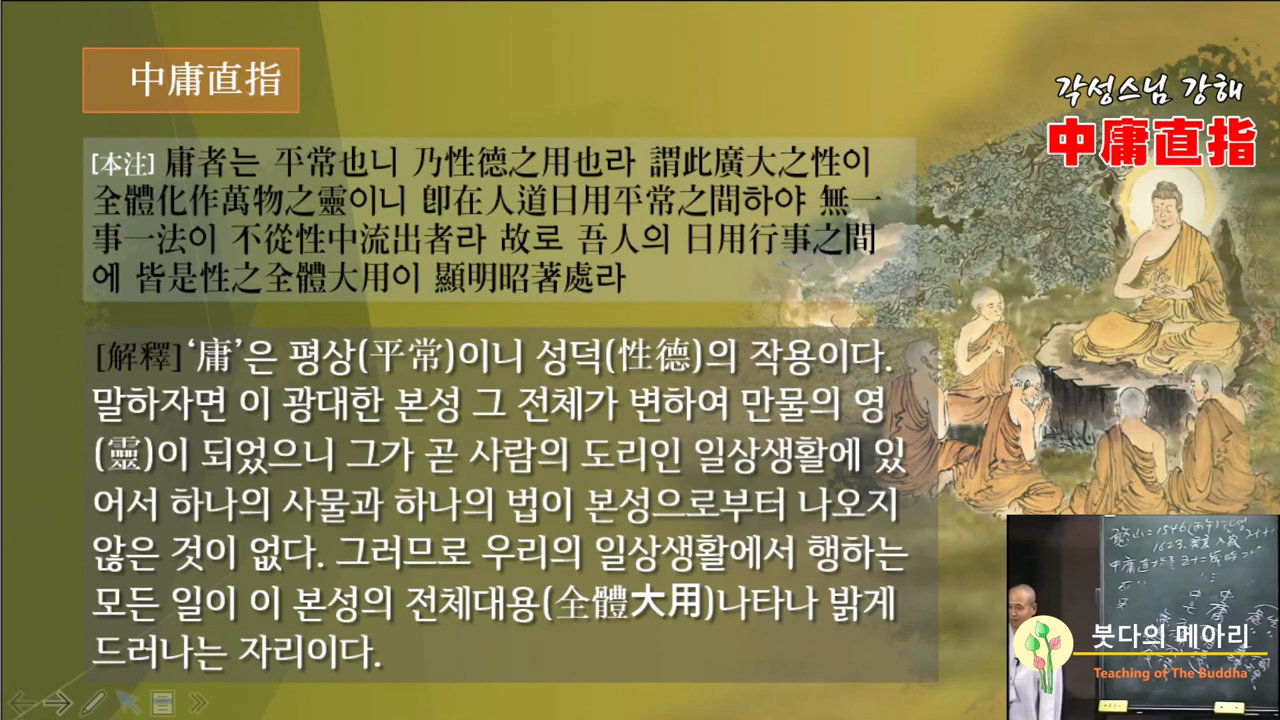 中庸直指
각성스님 강해
中庸直指
[本注] 庸者는 平常也니 乃性德之用也라 謂此廣大之性이
全體化作萬物之靈이니 卽在人道日用平常之間하야 無一
事一法이 不從性中流出者라 故로 吾人의 日用行事之間
에 皆是性之全體大用이 顯明昭著處라
[解釋] ‘庸’은 평상(平常)이니 성덕(性德)의 작용이다.
말하자면 이 광대한 본성 그 전체가 변하여 만물의 영
(靈)이 되었으니 그가 곧 사람의 도리인 일상생활에 있
어서 하나의 사물과 하나의 법이 본성으로부터 나오지
않은 것이 없다. 그러므로 우리의 일상생활에서 행하는
모든 일이 이 본성의 전체대용(全體大用)나타나 밝게
드러나는 자리이다.
붓다의 메아리
Teaching of The Buddha